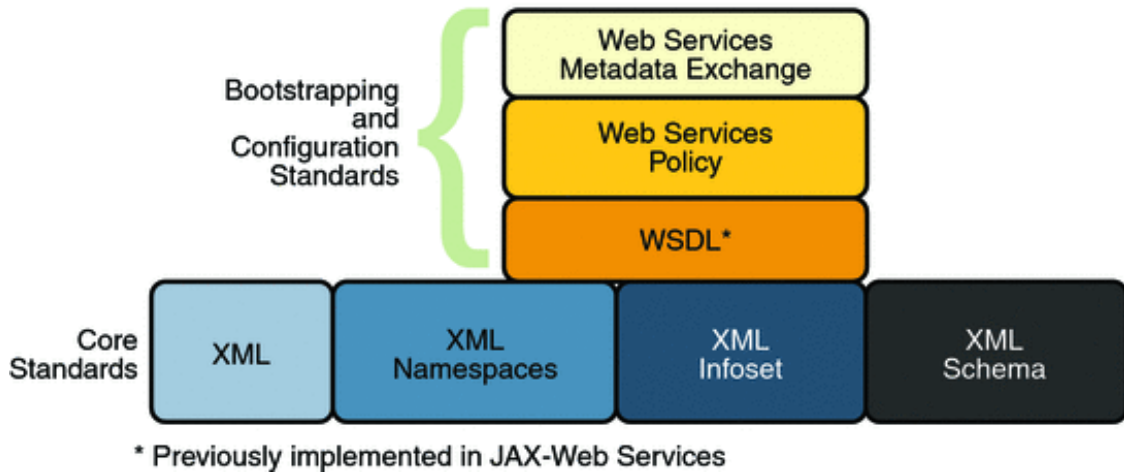 Web Services
Metadata Exchange
Bootstrapping
and
Configuration
Standards
Web Services
Policy
WSDL*
Core
Standards
XML
XML
Namespaces
XML
Infoset
XML
Schema
* Previously implemented in JAX-Web Services